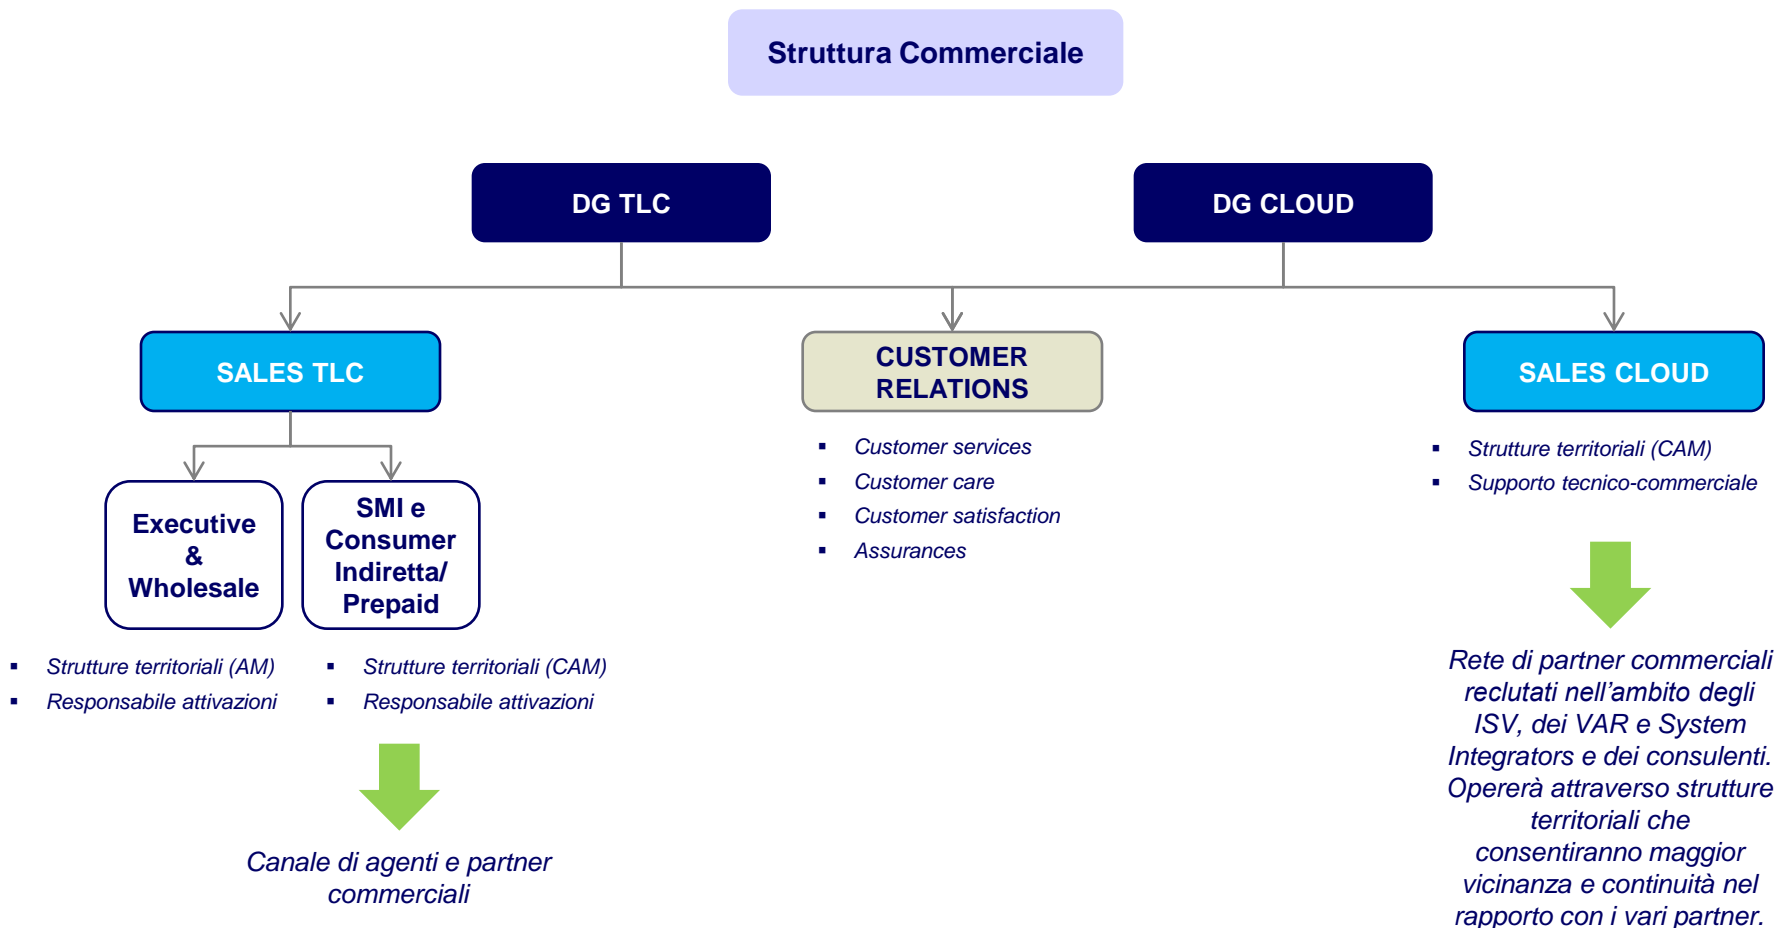 Struttura Commerciale
DG TLC
DG CLOUD
SALES TLC
CUSTOMER
RELATIONS
SALES CLOUD
Executive
&
Wholesale
SMI e
Consumer
Indiretta/
Prepaid
▪ Strutture territoriali (AM)
▪ Responsabile attivazioni
▪ Strutture territoriali (CAM)
▪ Responsabile attivazioni
Canale di agenti e partner
commerciali
▪ Customer services
▪ Customer care
▪ Customer satisfaction
▪ Assurances
▪ Strutture territoriali (CAM)
▪ Supporto tecnico-commerciale
Rete di partner commerciali
reclutati nell’ambito degli
ISV, dei VAR e System
Integrators e dei consulenti.
Opererà attraverso strutture
territoriali che
consentiranno maggior
vicinanza e continuità nel
rapporto con i vari partner.